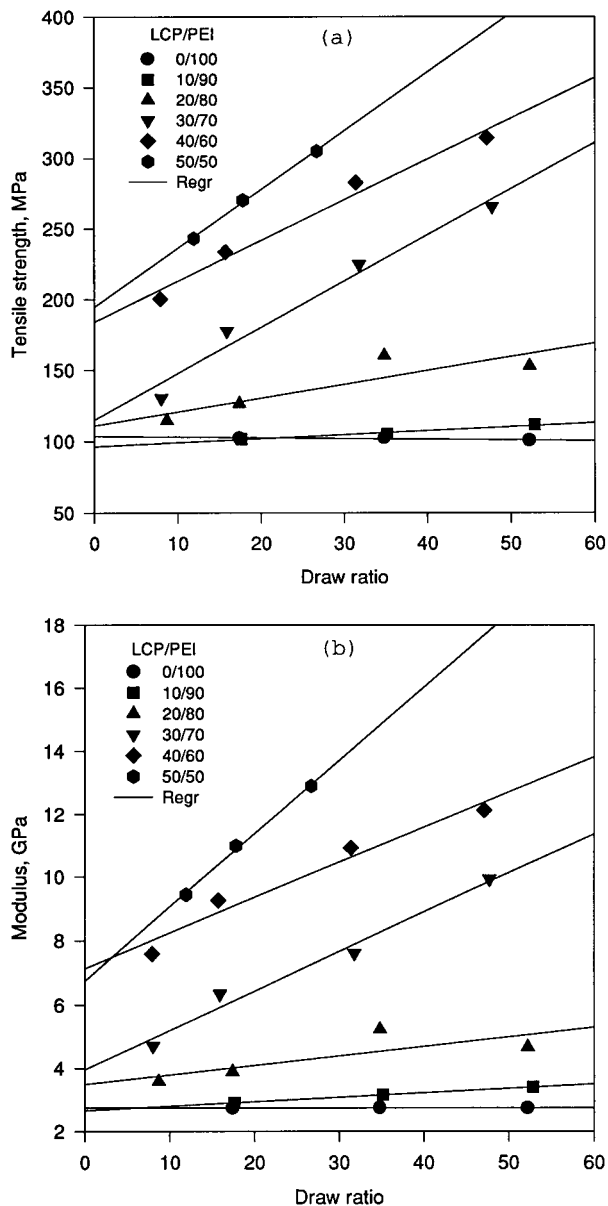 (a)
LCP/PEI
0/100
10/90
20/80
30/70
40/60
50/50
Regr
Tensile strength, MPa
400
350
300
250
200
150
100
50
0 10 20 30 40 50 60
Draw ratio
(b)
LCP/PEI
0/100
10/90
20/80
30/70
40/60
50/50
Regr
Modulus, GPa
18
16
14
12
10
8
6
4
2
0 10 20 30 40 50 60
Draw ratio